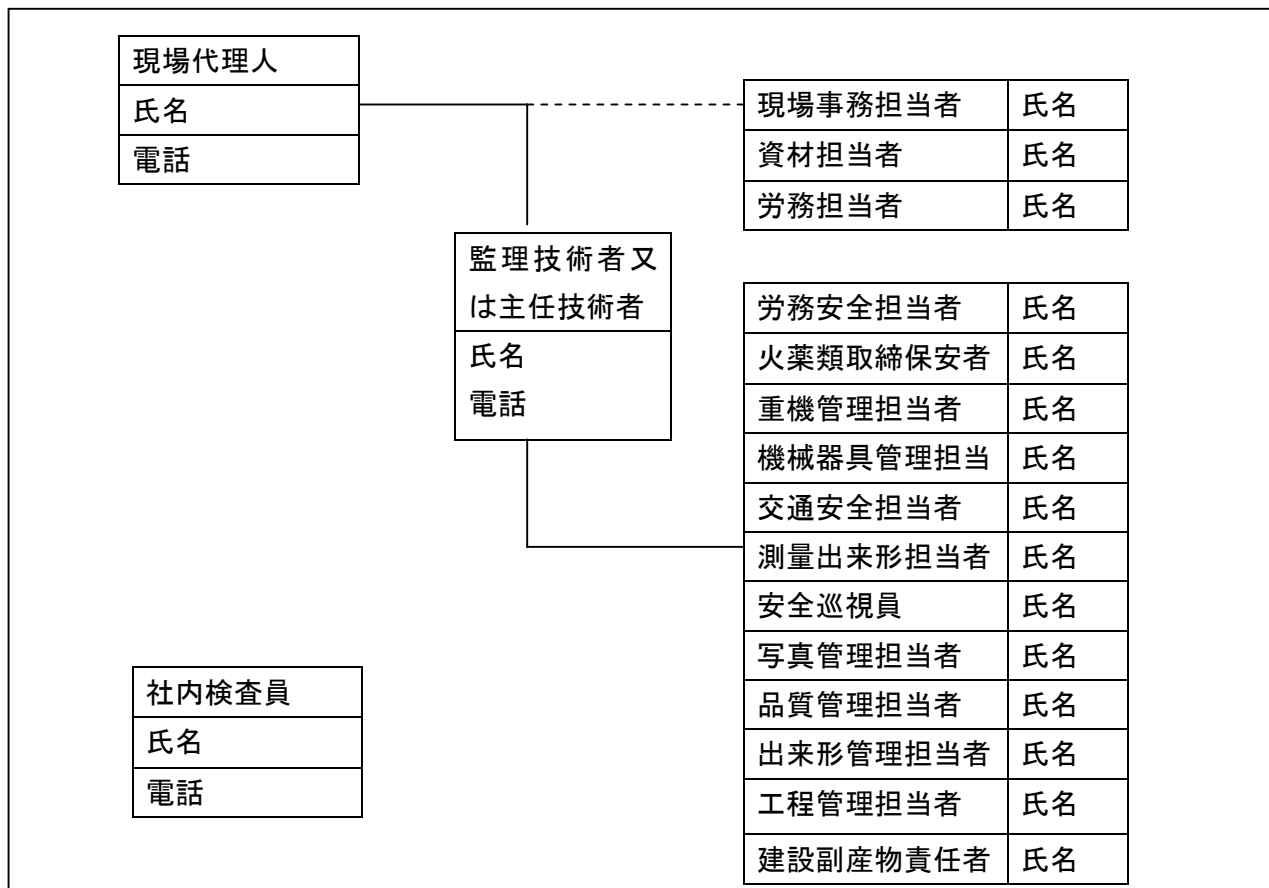 現場代理人
氏名
電話
現場事務担当者 氏名
資材担当者 氏名
労務担当者 氏名
監理技術者又
は主任技術者
氏名
電話
労務安全担当者 氏名
火薬類取締保安者 氏名
重機管理担当者 氏名
機械器具管理担当 氏名
交通安全担当者 氏名
測量出来形担当者 氏名
安全巡視員 氏名
写真管理担当者 氏名
品質管理担当者 氏名
出来形管理担当者 氏名
工程管理担当者 氏名
建設副産物責任者 氏名
社内検査員
氏名
電話